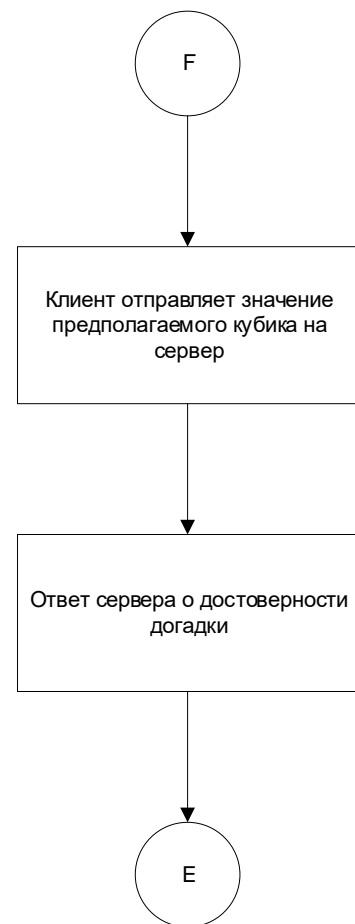 F
Клиент отправляет значение
предполагаемого кубика на
сервер
Ответ сервера о достоверности
догадки
E